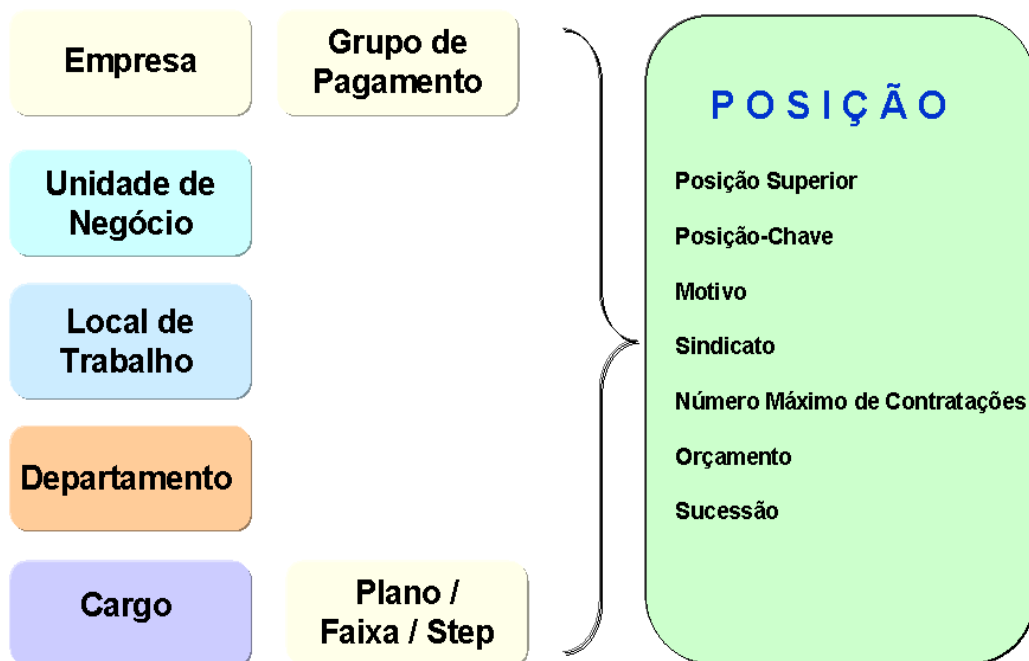 Empresa
Grupo de
Pagamento
Unidade de
Negócio
Local de
Trabalho
Departamento
Cargo
Plano /
Faixa / Step
P O S I Ç Ã O
Posição Superior
Posição-Chave
Motivo
Sindicato
Número Máximo de Contratações
Orçamento
Sucessão